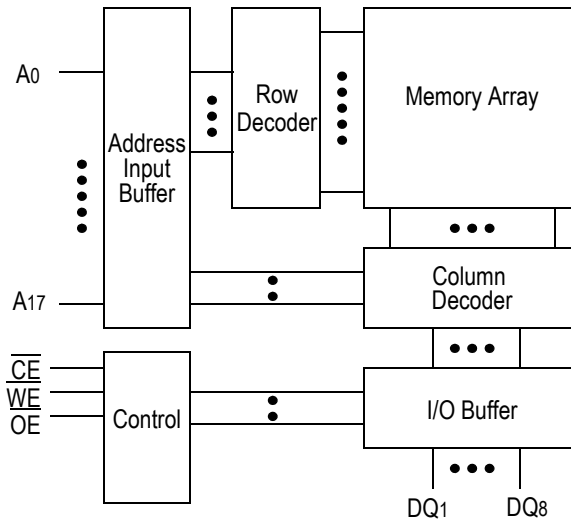 A0
A17
Address
Input
Buffer
Row
Decoder
Memory Array
Column
Decoder
CE
WE
OE
Control
I/O Buffer
DQ1
DQ8